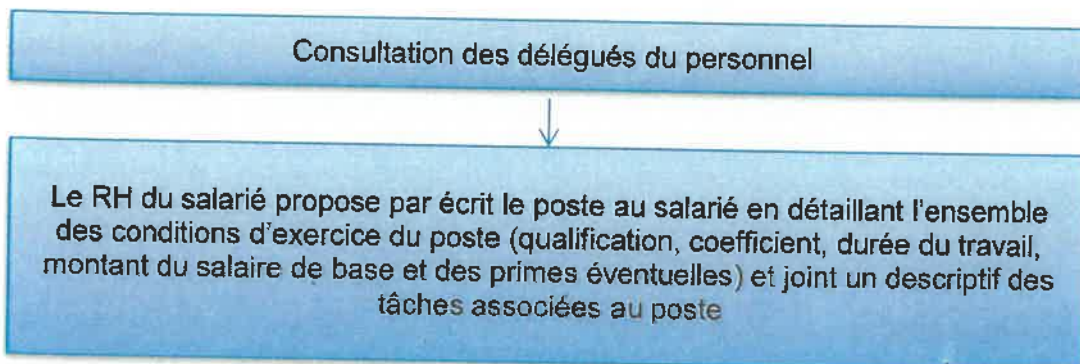 Consultation des délégués du personnel
Le RH du salarié propose par écrit le poste au salarié en détaillant l'ensemble
des conditions d'exercice du poste (qualification, coefficient, durée du travail,
montant du salaire de base et des primes éventuelles) et joint un descriptif des
tâches associées au poste